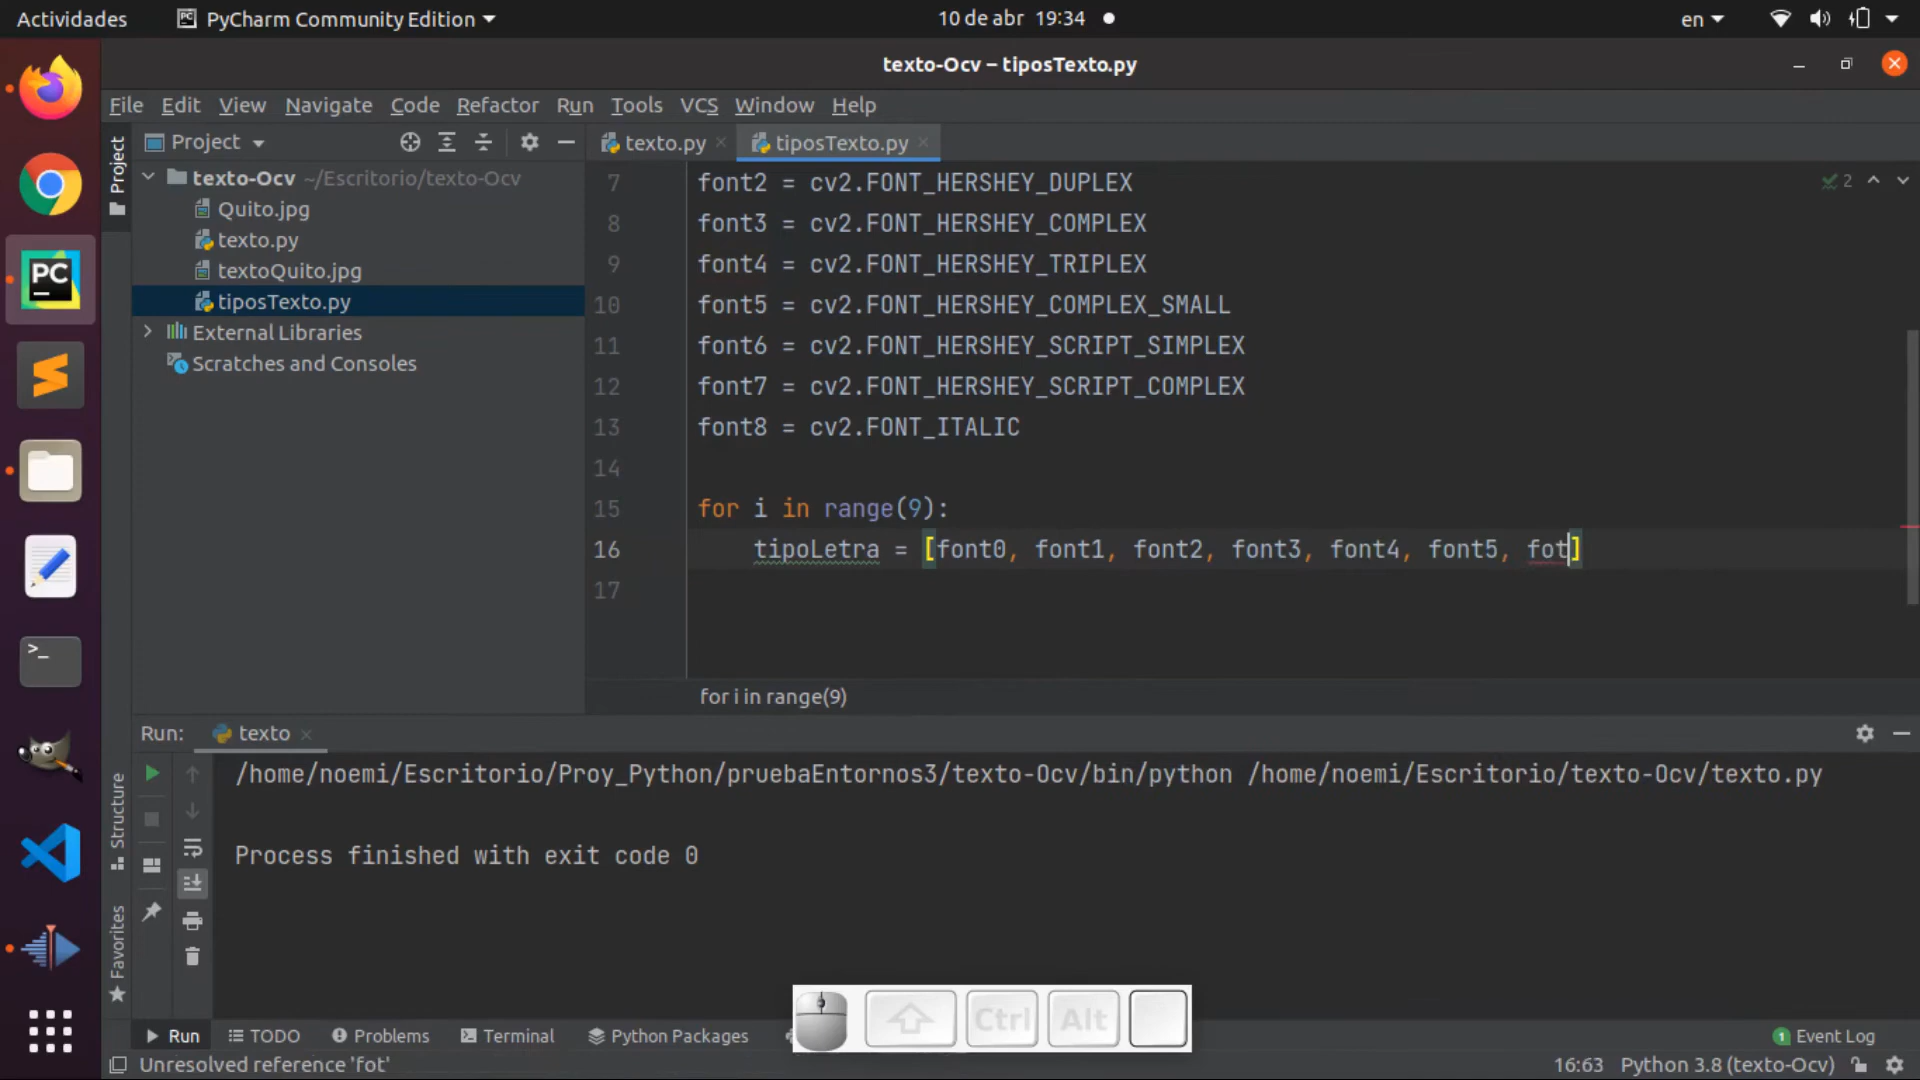 Actividades
PyCharm Community Edition
10 de abr 19:34
en
texto-Ocv – tiposTexto.py
File Edit View Navigate Code Refactor Run Tools VCS Window Help
Project
Project
texto.py
tiposTexto.py
texto-Ocv ~/Escritorio/texto-Ocv
Quito.jpg
texto.py
textoQuito.jpg
tiposTexto.py
External Libraries
Scratches and Consoles
7 font2 = cv2.FONT_HERSHEY_DUPLEX
2
8 font3 = cv2.FONT_HERSHEY_COMPLEX
9 font4 = cv2.FONT_HERSHEY_TRIPLEX
10 font5 = cv2.FONT_HERSHEY_COMPLEX_SMALL
11 font6 = cv2.FONT_HERSHEY_SCRIPT_SIMPLEX
12 font7 = cv2.FONT_HERSHEY_SCRIPT_COMPLEX
13 font8 = cv2.FONT_ITALIC
14
15 for i in range(9):
16 tipoLetra = [font0, font1, font2, font3, font4, font5, fot]
17
for i in range(9)
PC
Run: texto
/home/noemi/Escritorio/Proy_Python/pruebaEntornos3/texto-Ocv/bin/python /home/noemi/Escritorio/texto-Ocv/texto.py
Process finished with exit code 0
Structure
Favorites
Ctrl
Alt
Run TODO Problems Terminal Python Packages
1 Event Log
Unresolved reference 'fot'
16:63 Python 3.8 (texto-Ocv)